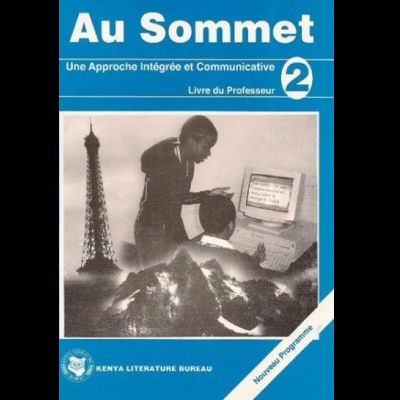 Au Sommet
Une Approche Intégrée et Communicative
2
Livre du Professeur
Nouveau Programme
KENYA LITERATURE BUREAU